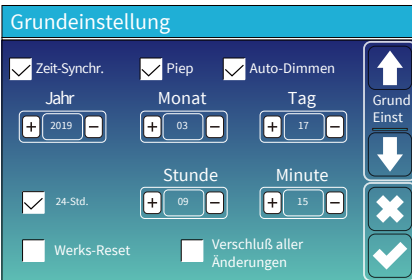 Grundeinstellung
Zeit-Synchr. Piep Auto-Dimmen
Jahr Monat Tag
+ 2019 − + 03 − + 17 −
Grund
Einst
Stunde Minute
24-Std. + 09 − + 15 −
Werks-Reset Verschluß aller
Änderungen